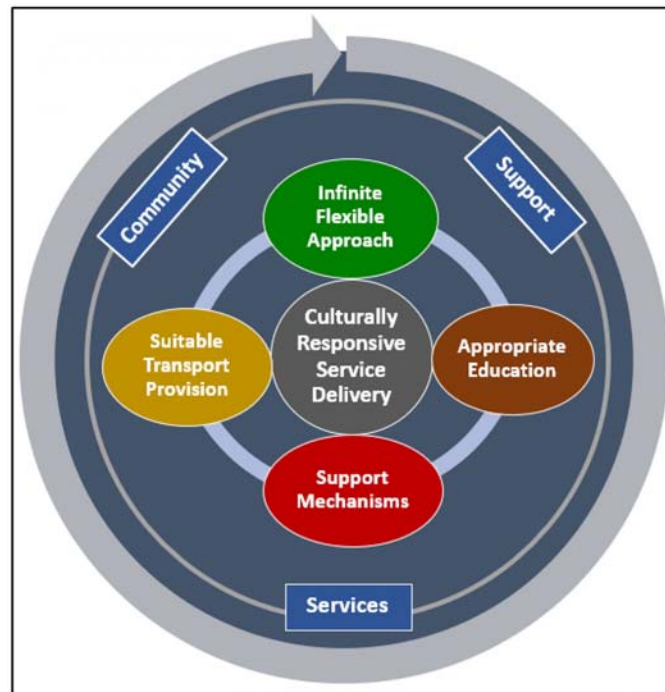 Community
Support
Infinite
Flexible
Approach
Suitable
Transport
Provision
Culturally
Responsive
Service
Delivery
Appropriate
Education
Support
Mechanisms
Services